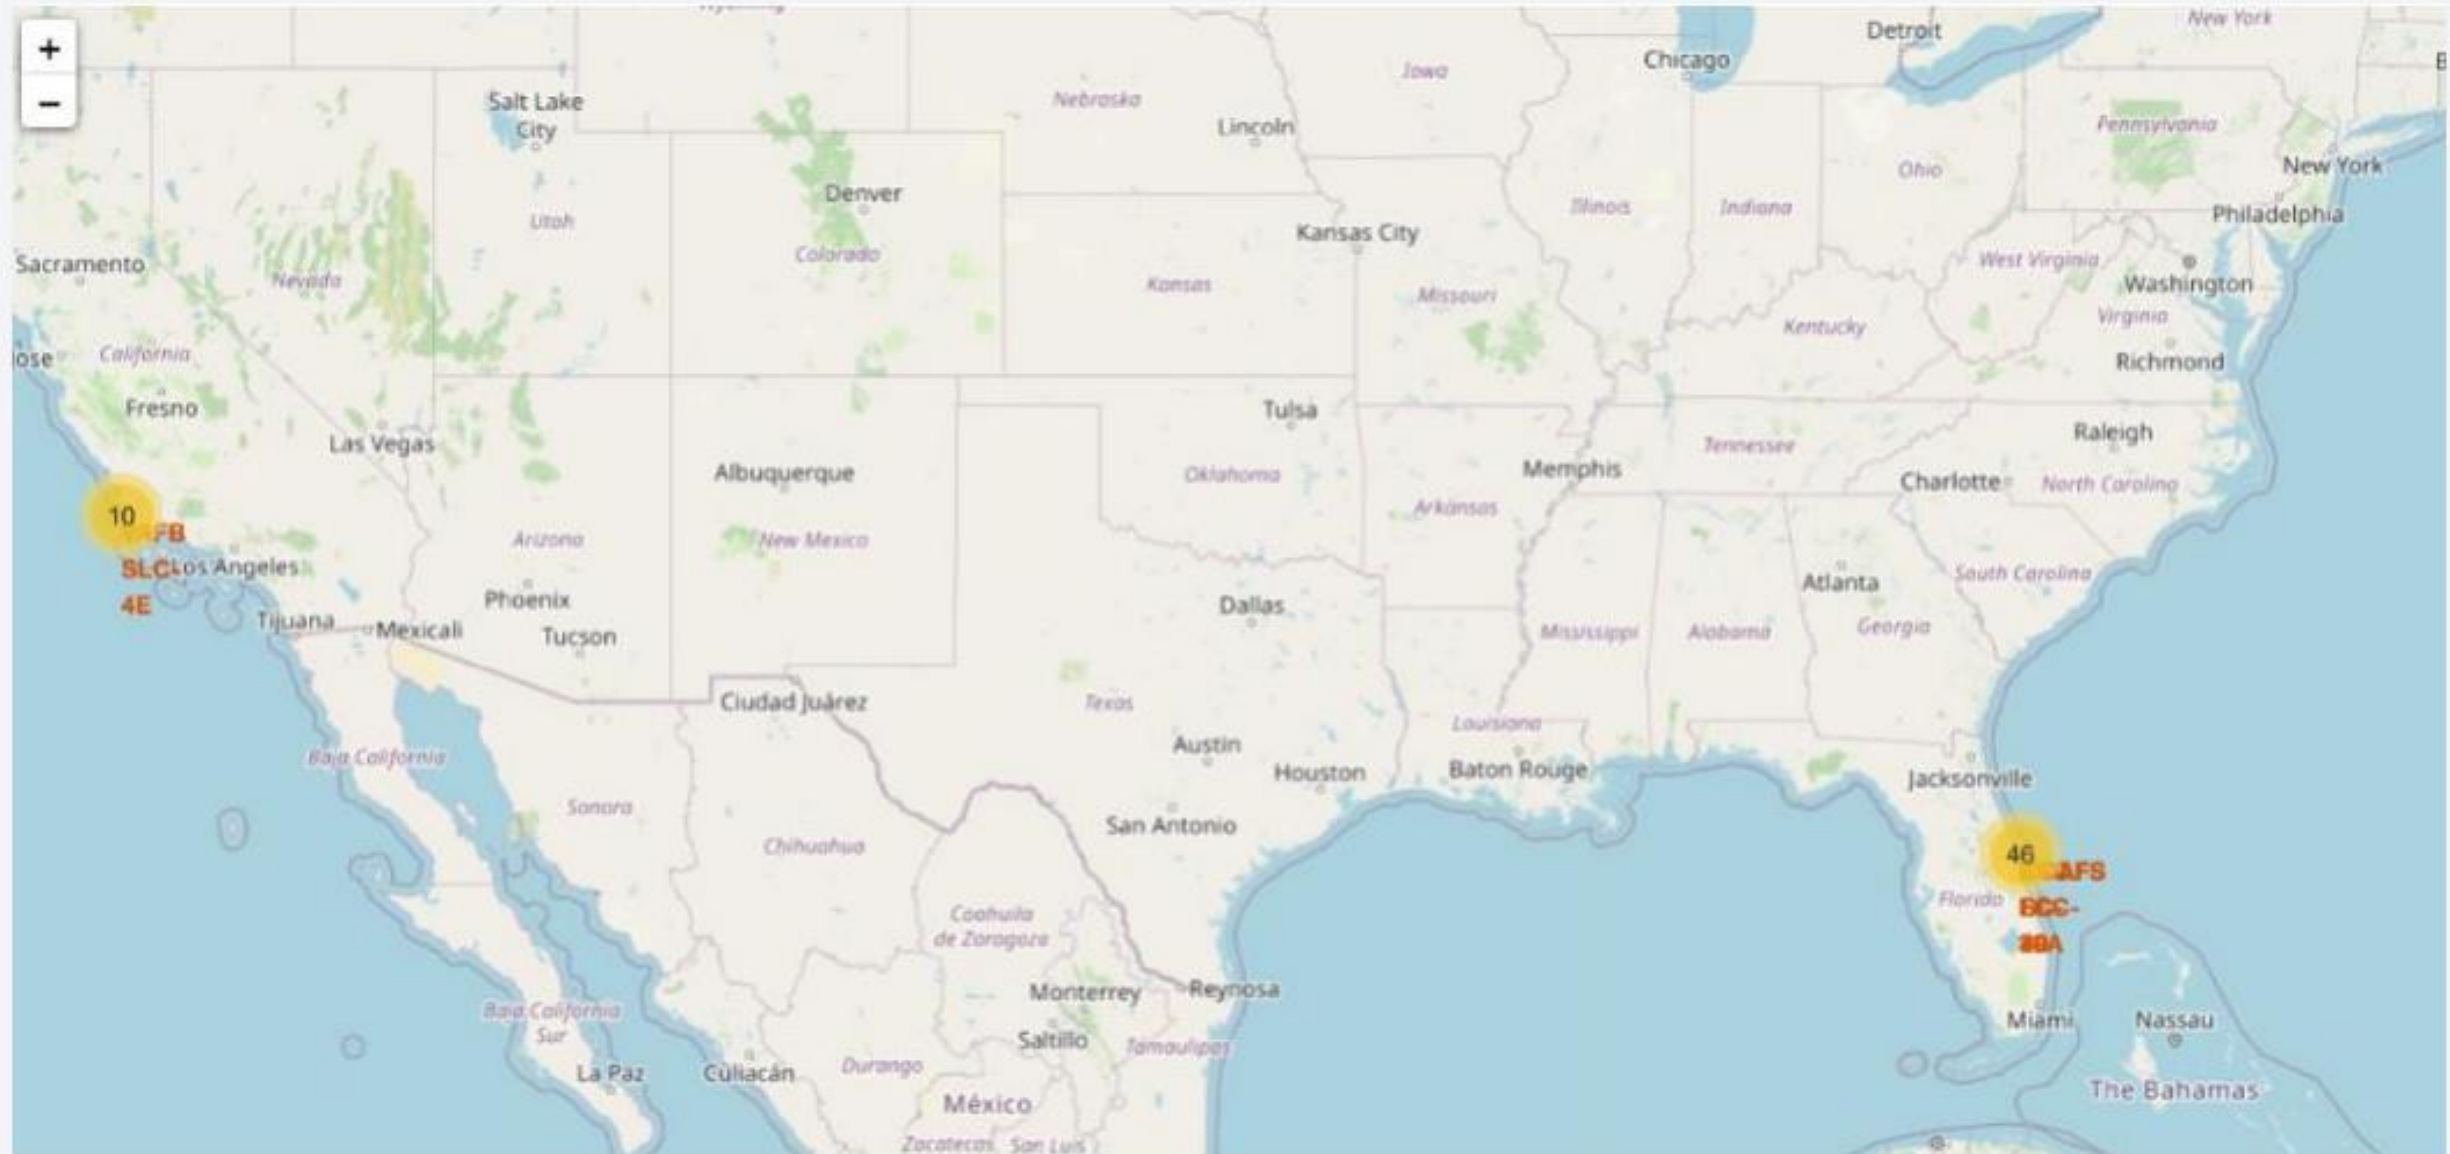 Wyoming
New York
Detroit
+
Chicago
Iowa
−
Salt Lake
City
Nebraska
Lincoln
Pennsylvania
New York
Ohio
Denver
Utah
Illinois
Indiana
Philadelphia
Kansas City
Colorado
Sacramento
Nevada
Kansas
Missouri
West Virginia
Washington
Virginia
Kentucky
California
Richmond
Fresno
Las Vegas
Tulsa
Raleigh
Tennessee
Albuquerque
Oklahoma
Memphis
Charlotte
North Carolina
Arkansas
10
FB
Arizona
New Mexico
SLC-
Los Angeles
4E
Phoenix
Dallas
Atlanta
South Carolina
Tijuana
Mexicali
Tucson
Mississippi
Alabama
Georgia
Ciudad Juárez
Texas
Louisiana
Austin
Houston
Baton Rouge
Jacksonville
Baja California
Sonora
Chihuahua
San Antonio
46
AFS
Florida
Coahuila
de Zaragoza
Monterrey
Reynosa
Baja California
Sur
Saltillo
Tamaulipas
Miami
Nassau
La Paz
Culiacán
Durango
México
The Bahamas
Zacatecas
San Luis